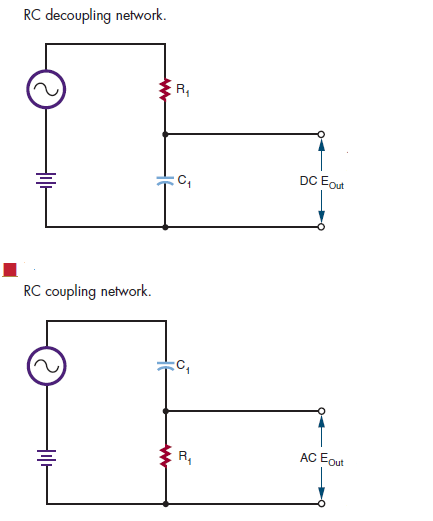 RC decoupling network.
R1
C1
DC EOut
RC coupling network.
C1
R1
AC EOut